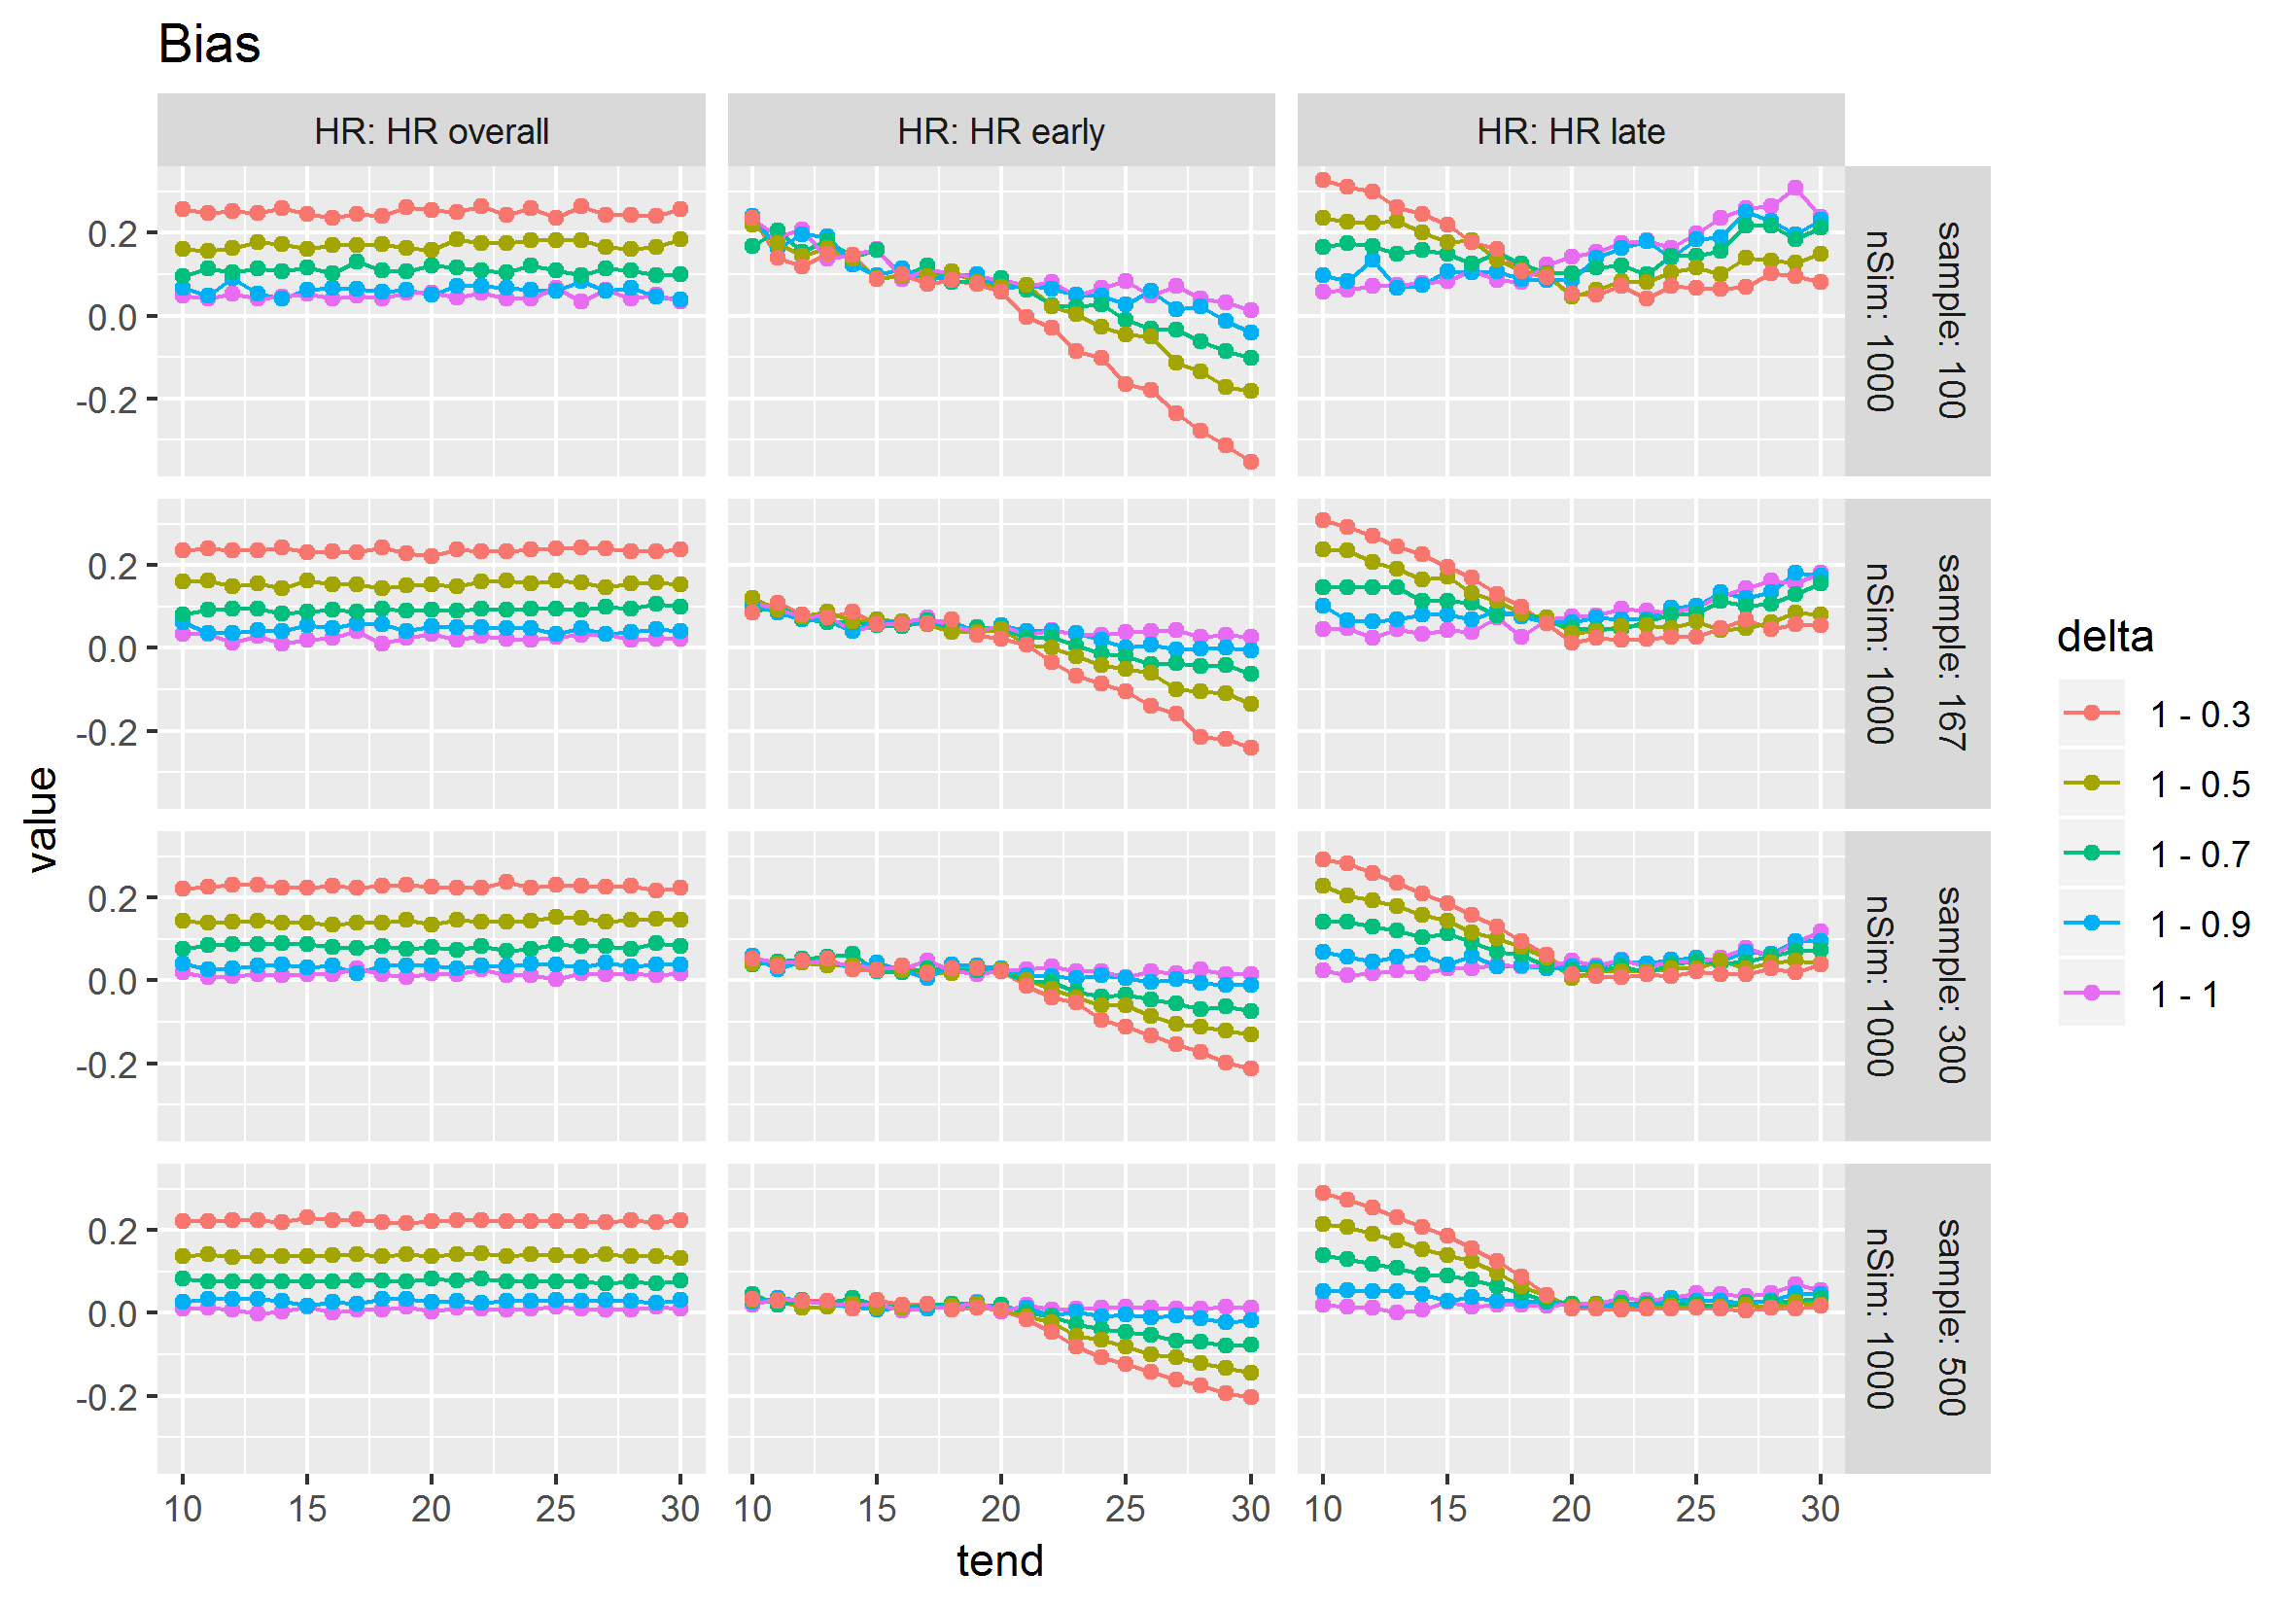 Bias
HR: HR overall
HR: HR early
HR: HR late
0.2
0.0
-0.2
sample: 100
nSim: 1000
0.2
0.0
-0.2
sample: 167
nSim: 1000
0.2
0.0
-0.2
sample: 300
nSim: 1000
0.2
0.0
-0.2
sample: 500
nSim: 1000
10 15 20 25 30
10 15 20 25 30
10 15 20 25 30
tend
value
delta
1 - 0.3
1 - 0.5
1 - 0.7
1 - 0.9
1 - 1